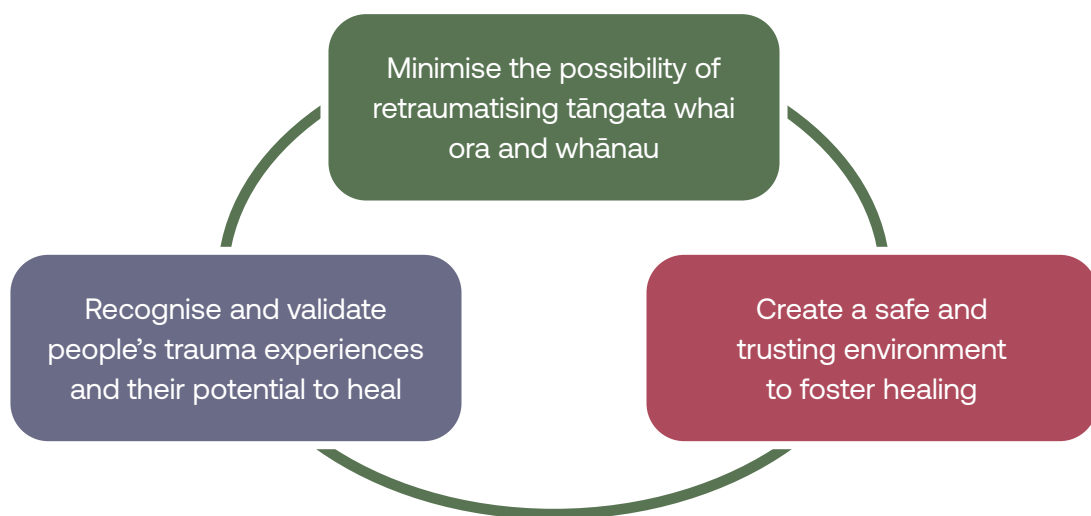 Minimise the possibility of
retraumatising tāngata whai
ora and whānau
Recognise and validate
people’s trauma experiences
and their potential to heal
Create a safe and
trusting environment
to foster healing